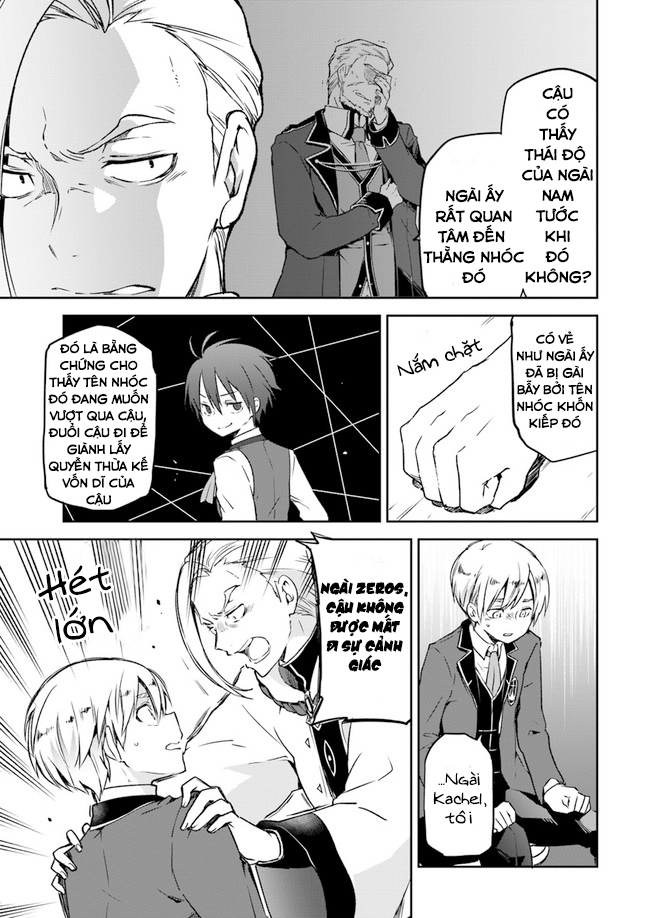 CẬU
CÓ
THẤY
THÁI ĐỘ
CỦA NGÀI
NAM
TƯỚC
KHI
ĐÓ
KHÔNG?
NGÀI ẤY
RẤT QUAN
TÂM ĐẾN
THẰNG NHÓC
ĐÓ
CÓ VẺ
NHƯ NGÀI ẤY
ĐÃ BỊ GÀI
BẪY BỞI TÊN
NHÓC KHỐN
KIẾP ĐÓ
Nắm chặt
ĐÓ LÀ BẢNG
CHỨNG CHO
THẤY TÊN NHÓC
ĐÓ ĐANG MUỐN
VƯỢT QUA CẬU,
ĐUỔI CẬU ĐI ĐỂ
GIÀNH LẤY
QUYỀN THỪA KẾ
VỐN DĨ CỦA
CẬU
...Ngài
Kachel,
tôi
NGÀI ZEROS,
CẬU KHÔNG
ĐƯỢC MẤT
ĐI SỰ CẢNH
GIÁC
Hét
lớn